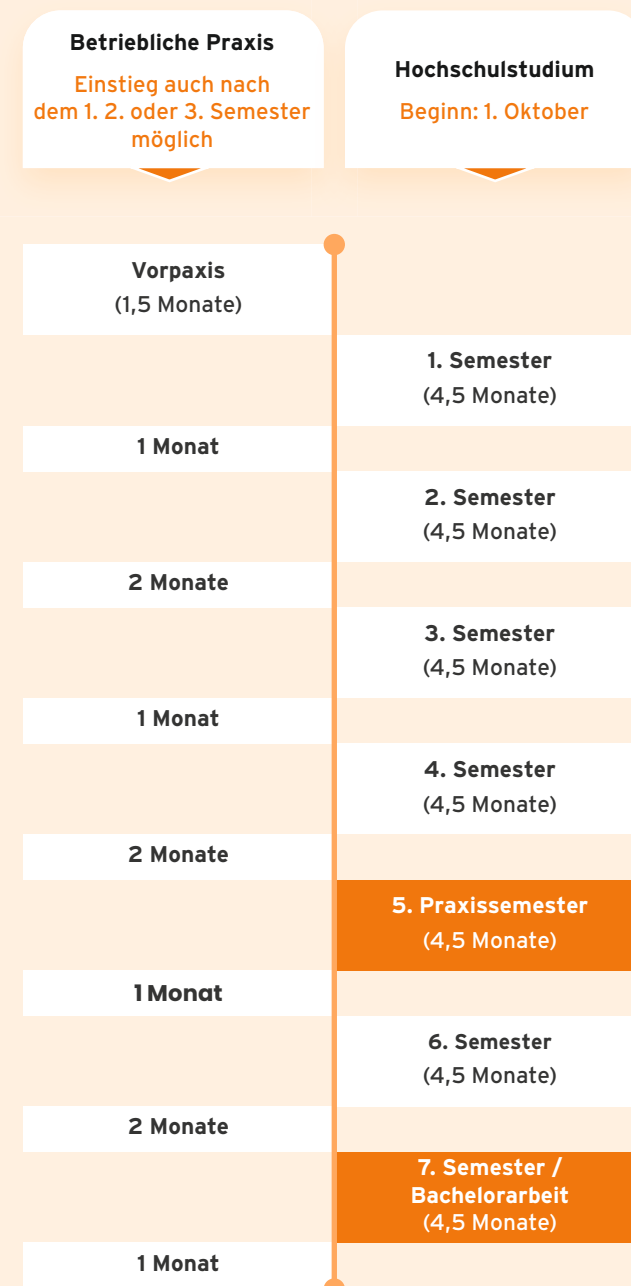 Betriebliche Praxis
Einstieg auch nach
dem 1. 2. oder 3. Semester
möglich
Hochschulstudium
Beginn: 1. Oktober
Vorpaxis
(1,5 Monate)
1. Semester
(4,5 Monate)
1 Monat
2. Semester
(4,5 Monate)
2 Monate
3. Semester
(4,5 Monate)
1 Monat
4. Semester
(4,5 Monate)
2 Monate
5. Praxissemester
(4,5 Monate)
1 Monat
6. Semester
(4,5 Monate)
2 Monate
7. Semester /
Bachelorarbeit
(4,5 Monate)
1 Monat